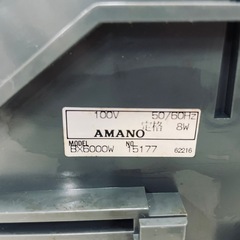 100V 50/60Hz
定格 8W
AMANO
MODEL NO.
BX6000W 15177 62216